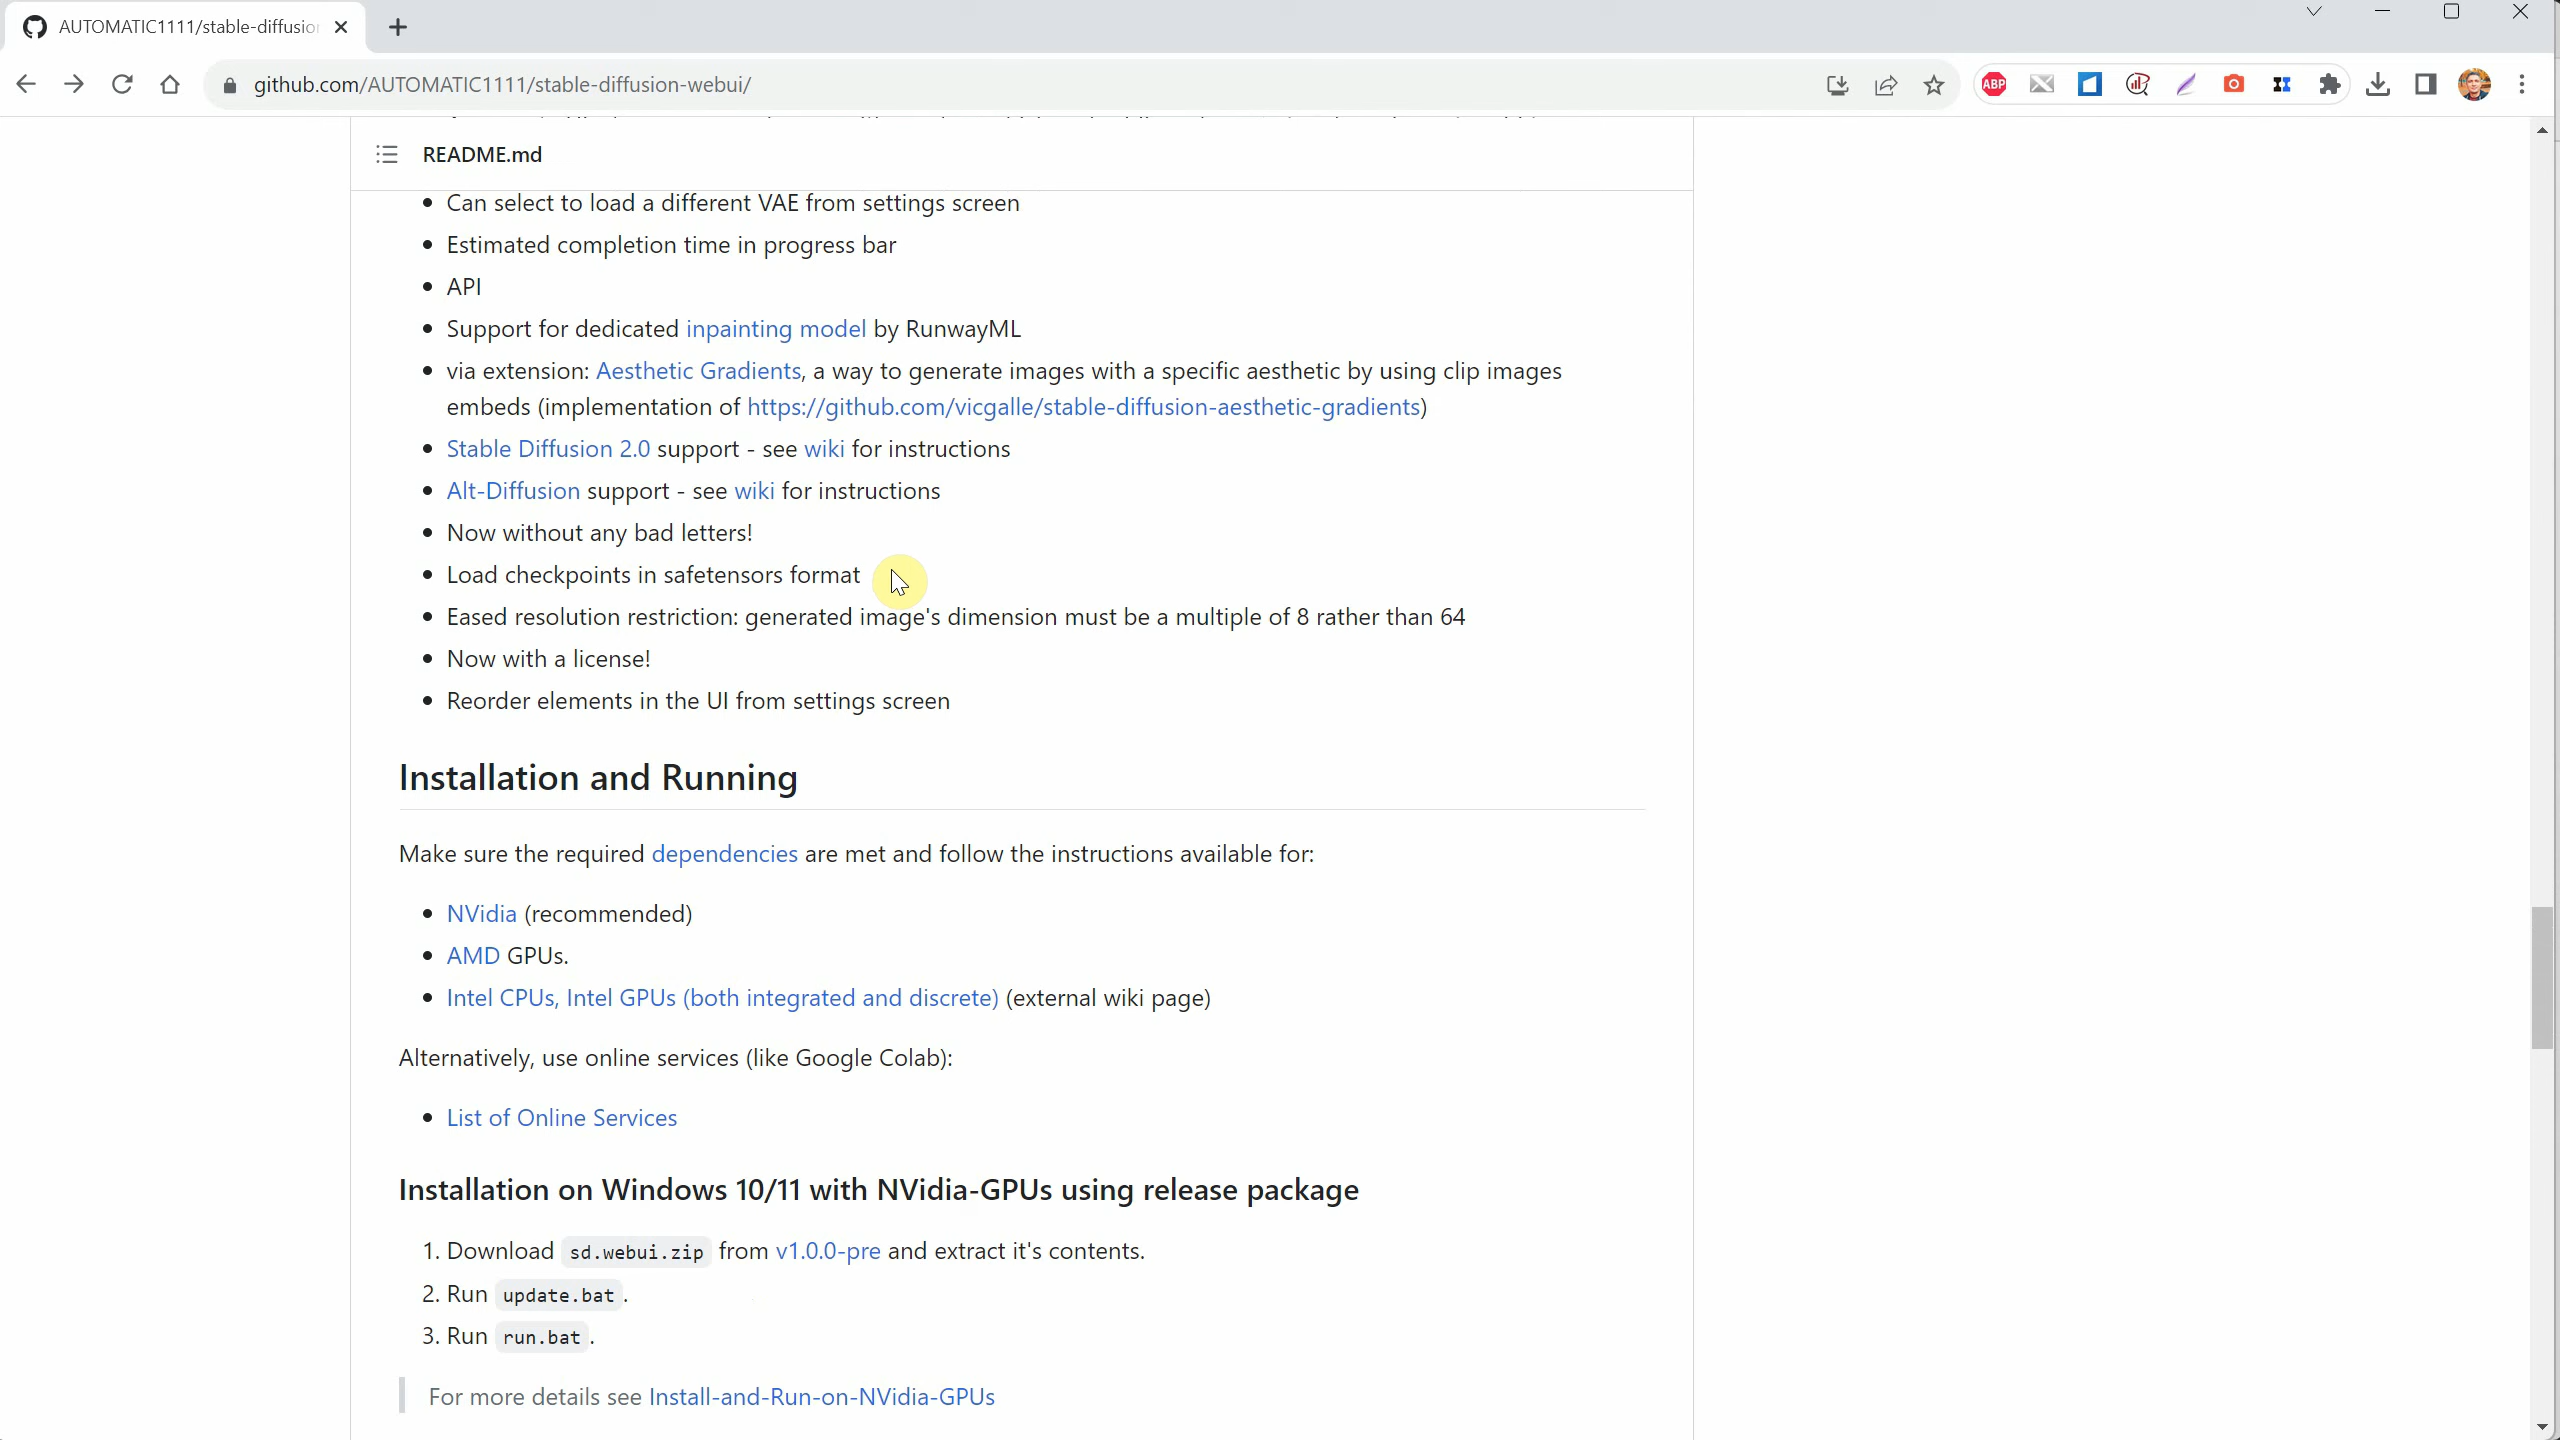 AUTOMATIC1111/stable-diffusio
github.com/AUTOMATIC1111/stable-diffusion-webui/
ABP
README.md
• Can select to load a different VAE from settings screen
• Estimated completion time in progress bar
• API
• Support for dedicated inpainting model by RunwayML
• via extension: Aesthetic Gradients, a way to generate images with a specific aesthetic by using clip images
embeds (implementation of https://github.com/vicgalle/stable-diffusion-aesthetic-gradients)
• Stable Diffusion 2.0 support - see wiki for instructions
• Alt-Diffusion support - see wiki for instructions
• Now without any bad letters!
• Load checkpoints in safetensors format
• Eased resolution restriction: generated image's dimension must be a multiple of 8 rather than 64
• Now with a license!
• Reorder elements in the UI from settings screen
Installation and Running
Make sure the required dependencies are met and follow the instructions available for:
• NVidia (recommended)
• AMD GPUs.
• Intel CPUs, Intel GPUs (both integrated and discrete) (external wiki page)
Alternatively, use online services (like Google Colab):
• List of Online Services
Installation on Windows 10/11 with NVidia-GPUs using release package
1. Download sd.webui.zip from v1.0.0-pre and extract it's contents.
2. Run update.bat .
3. Run run.bat .
For more details see Install-and-Run-on-NVidia-GPUs